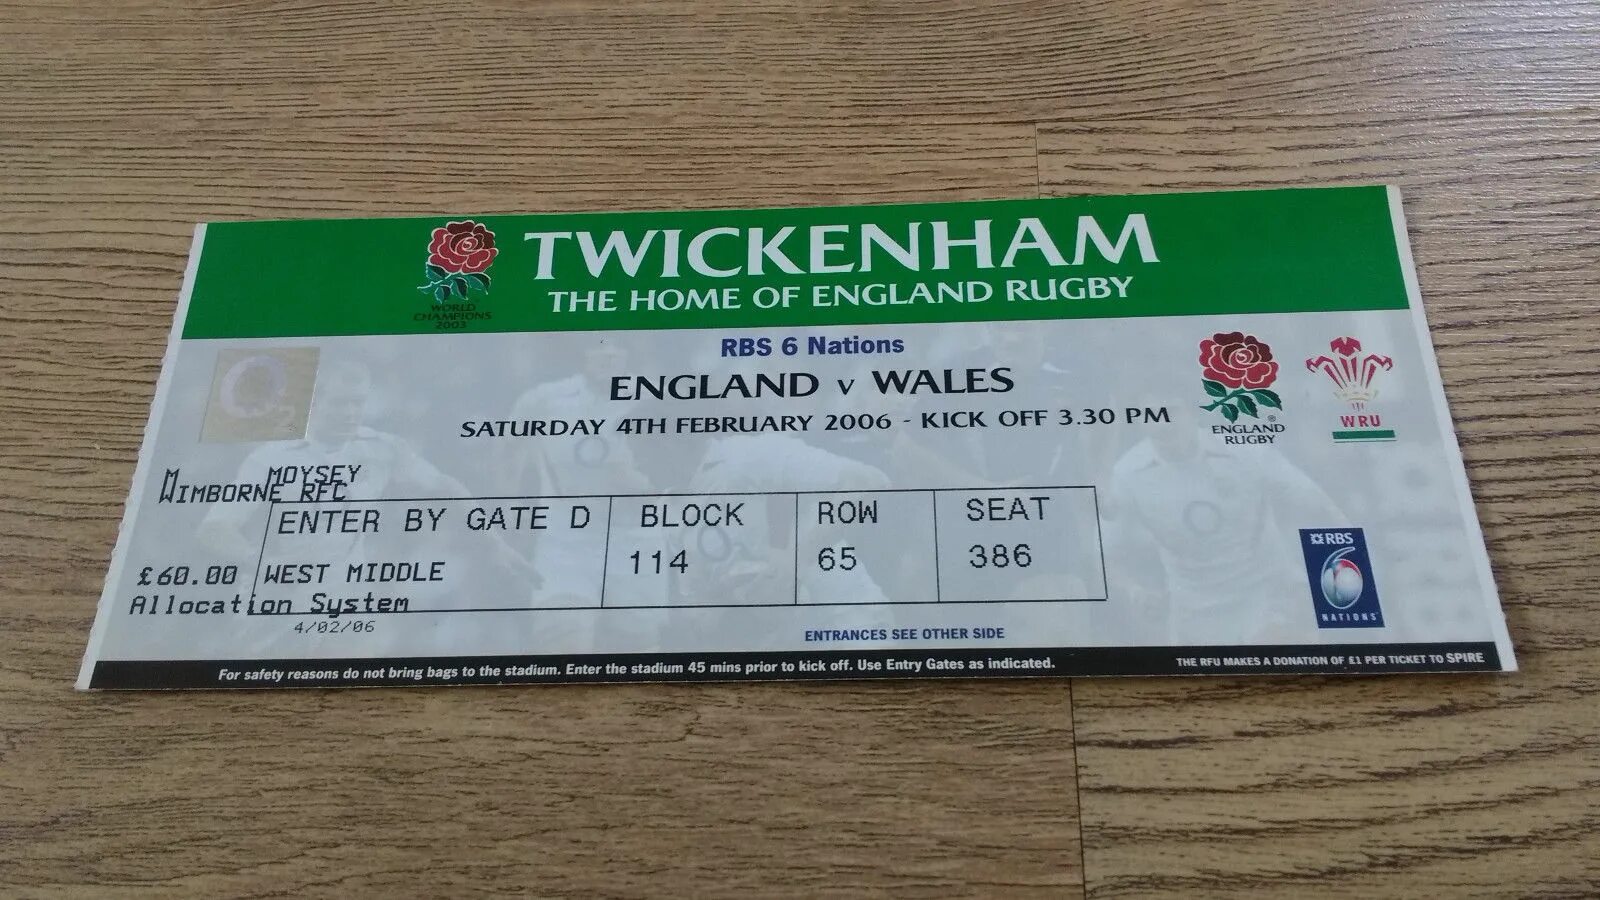 TWICKENHAM
THE HOME OF ENGLAND RUGBY
WORLD
CHAMPIONS
2003
RBS 6 Nations
ENGLAND v WALES
SATURDAY 4TH FEBRUARY 2006 - KICK OFF 3.30 PM
ENGLAND
RUGBY
®
WRU
M MOYSEY
WIMBORNE RFC
ENTER BY GATE D BLOCK ROW SEAT
£60.00 WEST MIDDLE 114 65 386
Allocation System
4/02/06
RBS
6
NATIONS
ENTRANCES SEE OTHER SIDE
For safety reasons do not bring bags to the stadium. Enter the stadium 45 mins prior to kick off. Use Entry Gates as indicated.
THE RFU MAKES A DONATION OF £1 PER TICKET TO SPIRE